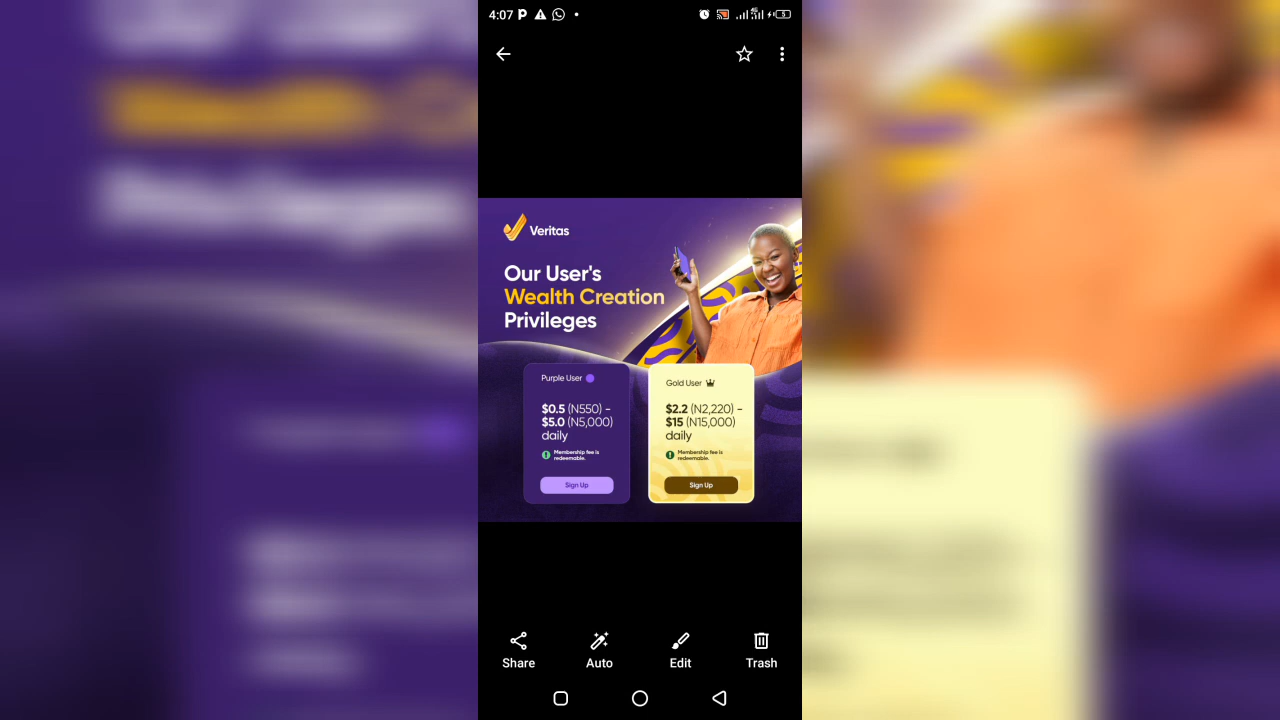 4:07
4G
5
Veritas
Our User's
Wealth Creation
Privileges
Purple User
$0.5 (N550) -
$5.0 (N5,000)
daily
Membership fee is
redeemable.
Sign Up
Gold User
$2.2 (N2,220) -
$15 (N15,000)
daily
Membership fee is
redeemable.
Sign Up
Share
Auto
Edit
Trash